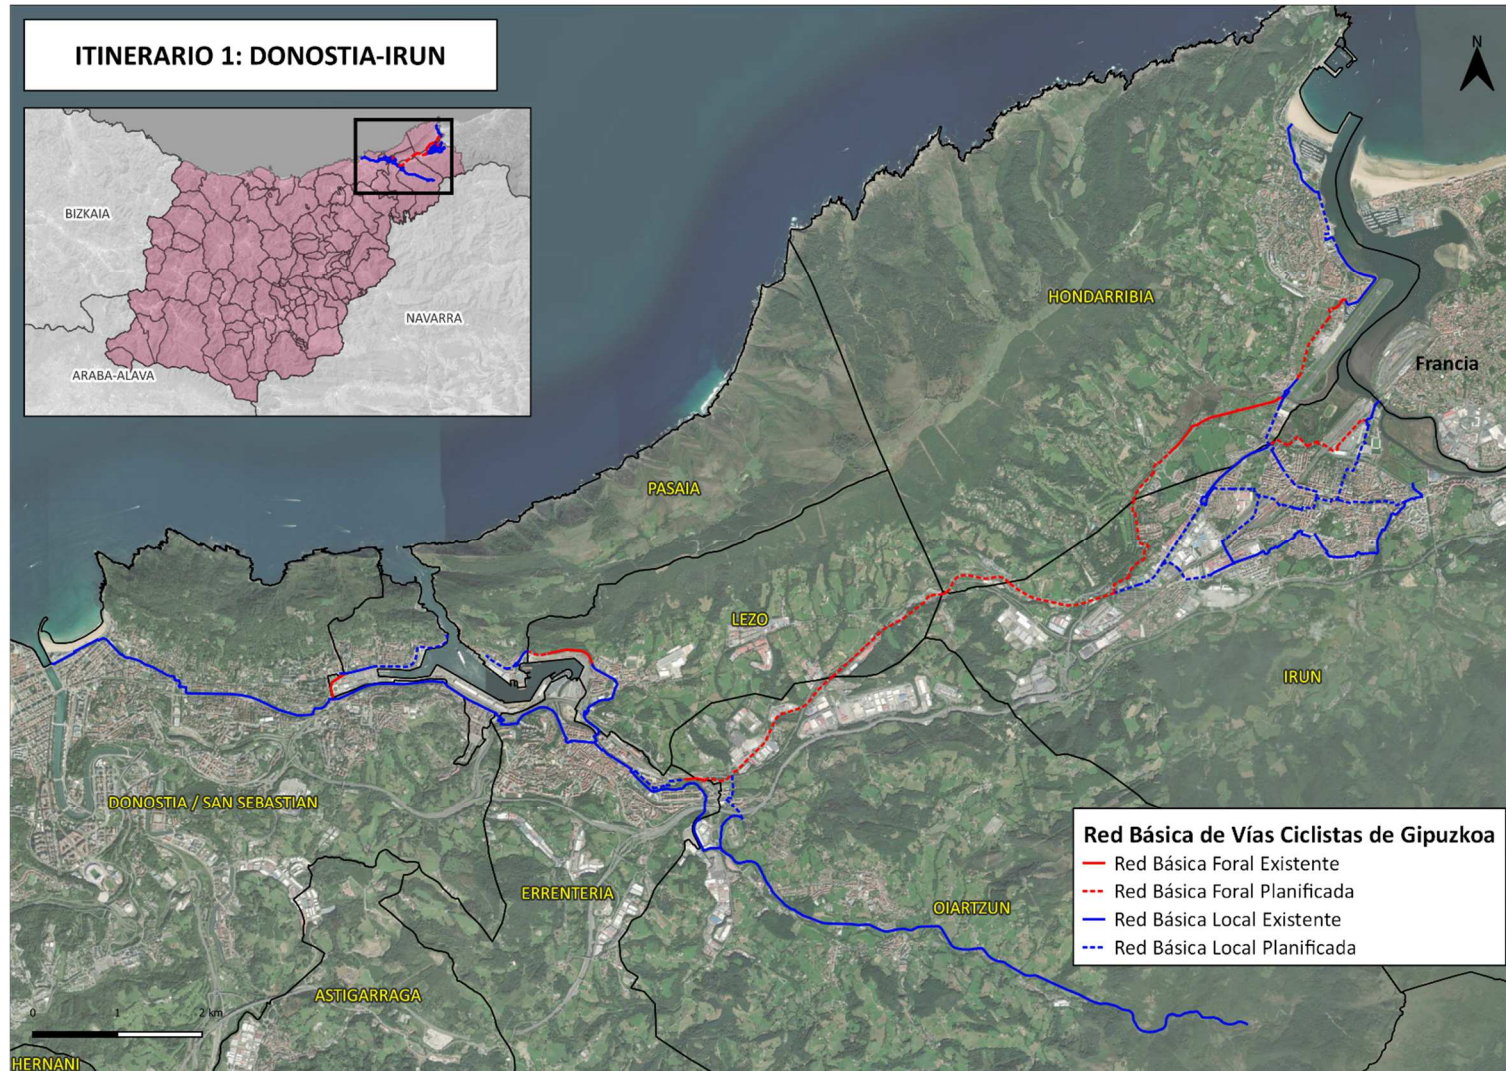 ITINERARIO 1: DONOSTIA-IRUN
N
BIZKAIA
NAVARRA
ARABA-ALAVA
HONDARRIBIA
Francia
PASAIA
LEZO
IRUN
DONOSTIA / SAN SEBASTIAN
ERRENTERIA
OIARTZUN
ASTIGARRAGA
HERNANI
0 1 2 km
Red Básica de Vías Ciclistas de Gipuzkoa
Red Básica Foral Existente
Red Básica Foral Planificada
Red Básica Local Existente
Red Básica Local Planificada